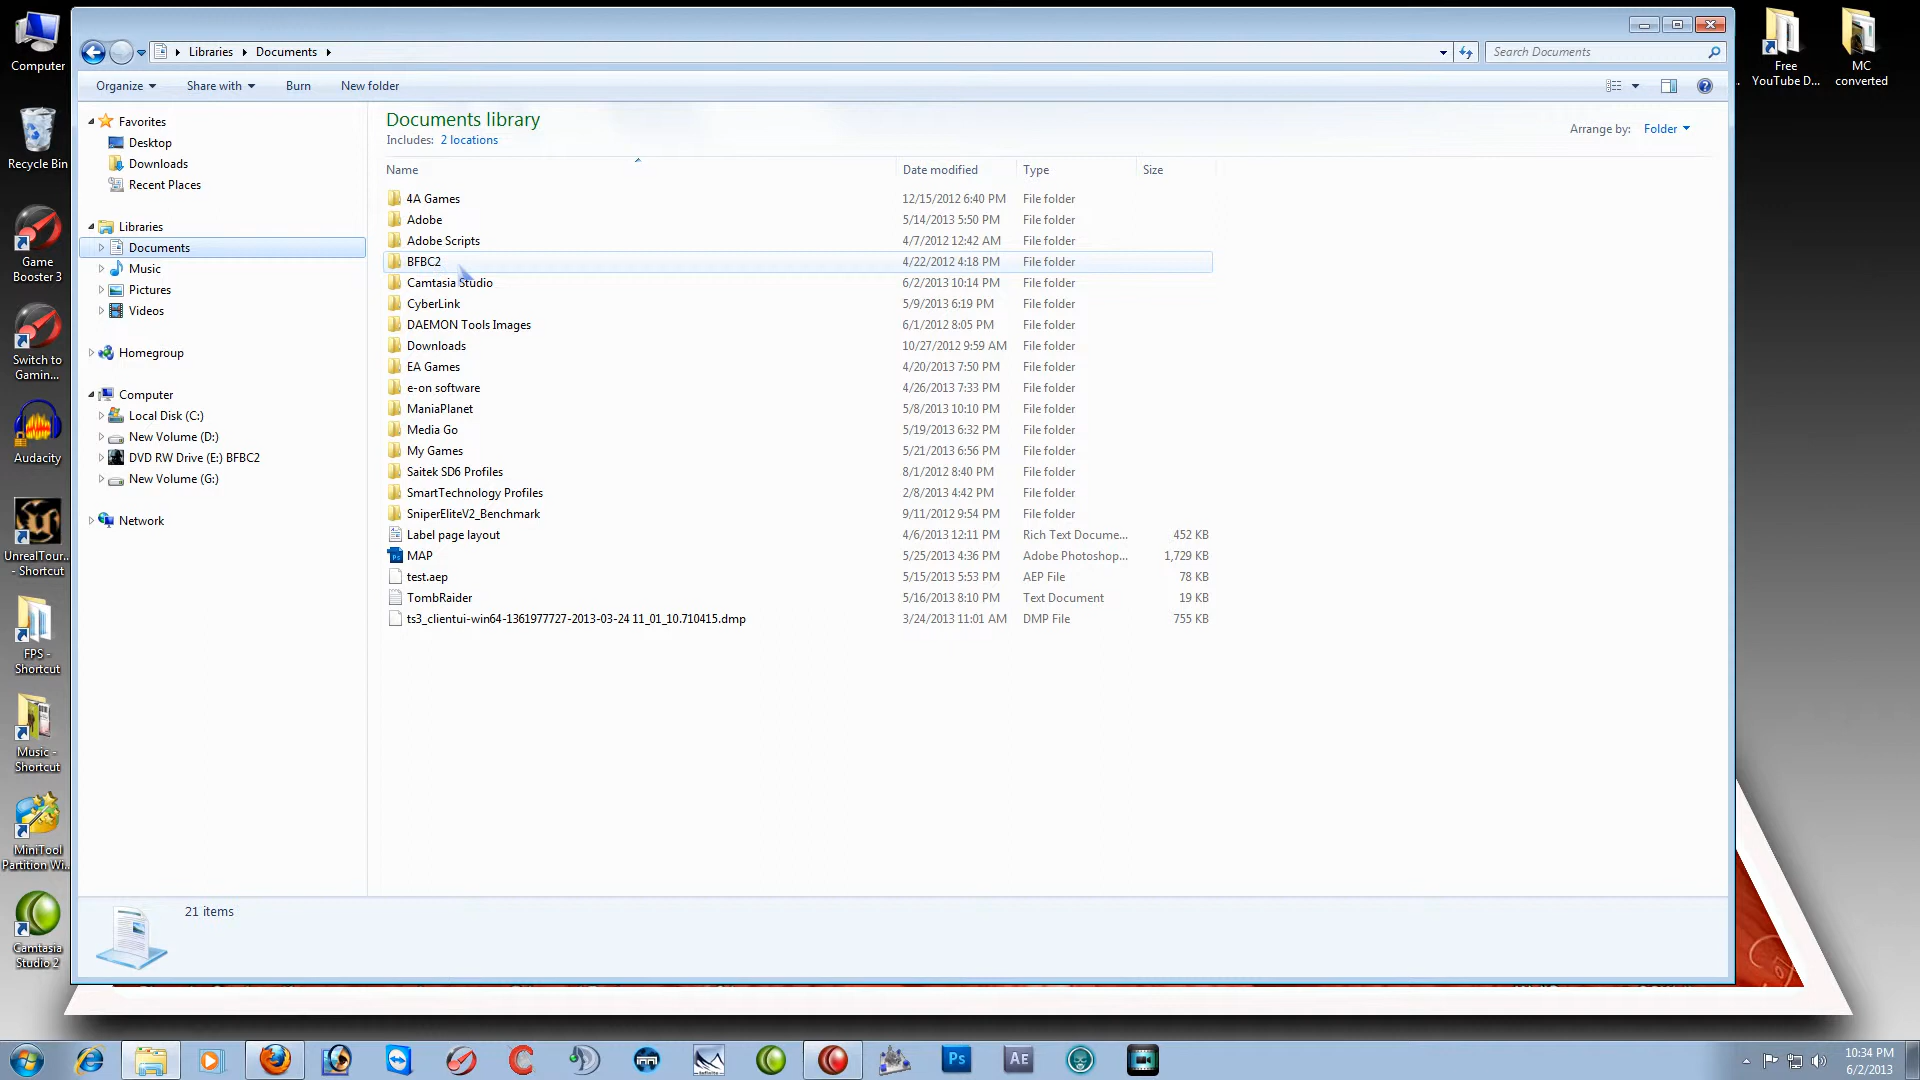 Computer
Recycle Bin
Game
Booster 3
Switch to
Gamin...
Audacity
UnrealTour...
- Shortcut
FPS -
Shortcut
Music -
Shortcut
MiniTool
Partition Wi...
Camtasia
Studio 2
Libraries
Documents
Search Documents
Organize
Share with
Burn
New folder
Favorites
Desktop
Downloads
Recent Places
Libraries
Documents
Music
Pictures
Videos
Homegroup
Computer
Local Disk (C:)
New Volume (D:)
DVD RW Drive (E:) BFBC2
New Volume (G:)
Network
Documents library
Includes: 2 locations
Arrange by: Folder
Name Date modified Type Size
4A Games 12/15/2012 6:40 PM File folder
Adobe 5/14/2013 5:50 PM File folder
Adobe Scripts 4/7/2012 12:42 AM File folder
BFBC2 4/22/2012 4:18 PM File folder
Camtasia Studio 6/2/2013 10:14 PM File folder
CyberLink 5/9/2013 6:19 PM File folder
DAEMON Tools Images 6/1/2012 8:05 PM File folder
Downloads 10/27/2012 9:59 AM File folder
EA Games 4/20/2013 7:50 PM File folder
e-on software 4/26/2013 7:33 PM File folder
ManiaPlanet 5/8/2013 10:10 PM File folder
Media Go 5/19/2013 6:32 PM File folder
My Games 5/21/2013 6:56 PM File folder
Saitek SD6 Profiles 8/1/2012 8:40 PM File folder
SmartTechnology Profiles 2/8/2013 4:42 PM File folder
SniperEliteV2_Benchmark 9/11/2012 9:54 PM File folder
Label page layout 4/6/2013 12:11 PM Rich Text Docume... 452 KB
MAP 5/25/2013 4:36 PM Adobe Photoshop... 1,729 KB
test.aep 5/15/2013 5:53 PM AEP File 78 KB
TombRaider 5/16/2013 8:10 PM Text Document 19 KB
ts3_clientui-win64-1361977727-2013-03-24 11_01_10.710415.dmp 3/24/2013 11:01 AM DMP File 755 KB
21 items
Free
YouTube D...
MC
converted
Ps
AE
10:34 PM
6/2/2013